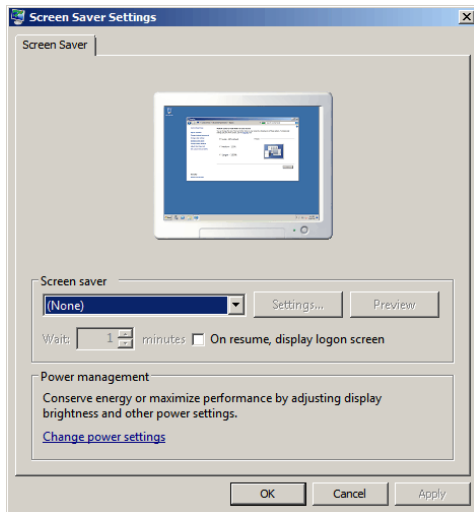 Screen Saver Settings
Screen Saver
Screen saver
(None)
Settings...
Preview
Wait: 1 minutes On resume, display logon screen
Power management
Conserve energy or maximize performance by adjusting display
brightness and other power settings.
Change power settings
OK Cancel Apply